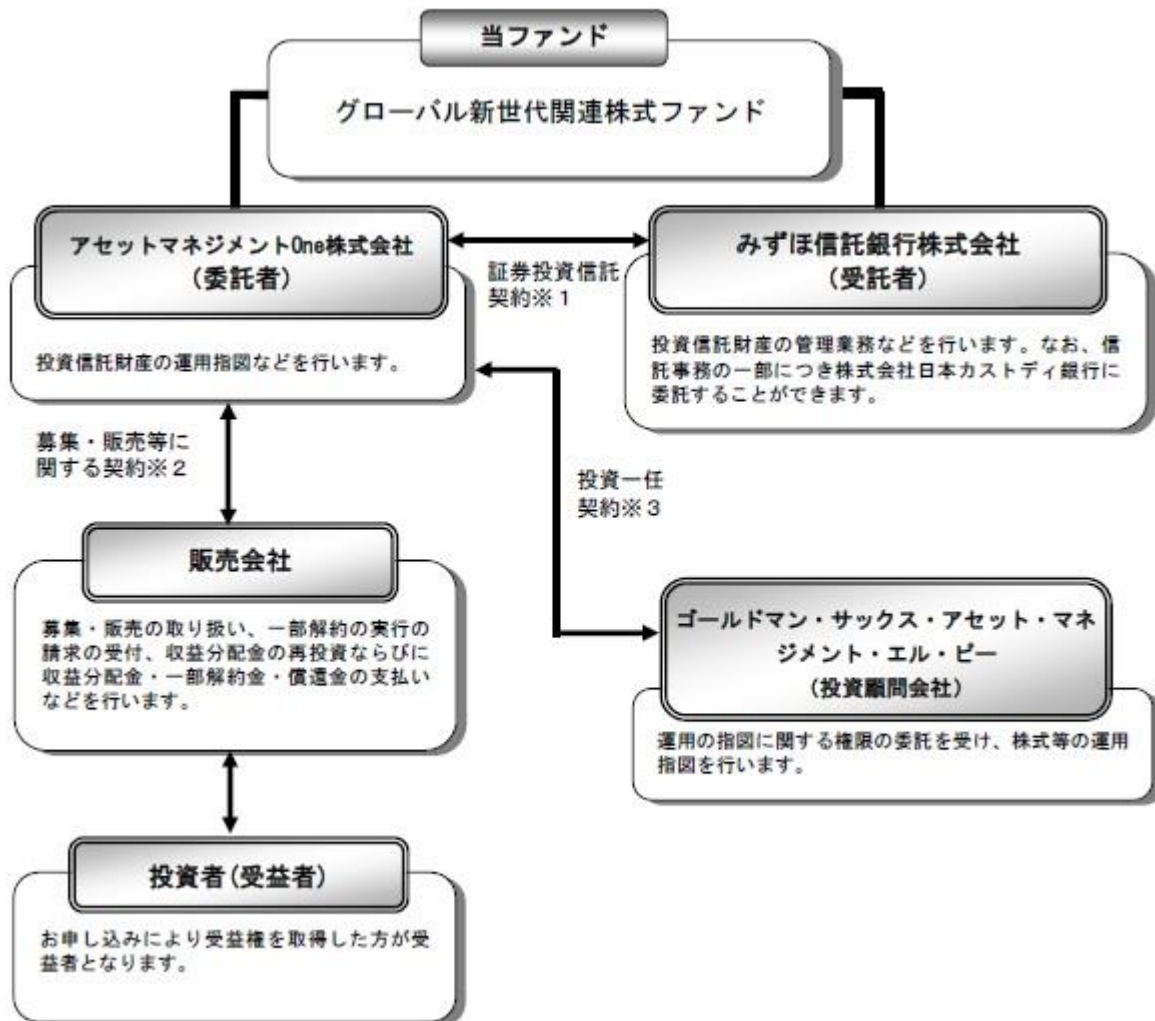 当ファンド
グローバル新世代関連株式ファンド
アセットマネジメントOne株式会社
(委託者)
投資信託財産の運用指図などを行います。
証券投資信託
契約※1
みずほ信託銀行株式会社
(受託者)
投資信託財産の管理業務などを行います。なお、信
託事務の一部につき株式会社日本カストディ銀行に
委託することができます。
募集・販売等に
関する契約※2
投資一任
契約※3
販売会社
募集・販売の取り扱い、一部解約の実行の
請求の受付、収益分配金の再投資ならびに
収益分配金・一部解約金・償還金の支払い
などを行います。
ゴールドマン・サックス・アセット・マネ
ジメント・エル・ピー
(投資顧問会社)
運用の指図に関する権限の委託を受け、株式等の運用
指図を行います。
投資者(受益者)
お申し込みにより受益権を取得した方が受
益者となります。